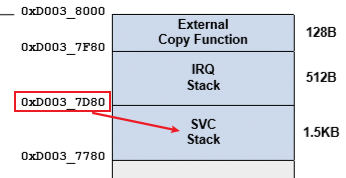 0xD003_8000
External
Copy Function
128B
0xD003_7F80
IRQ
Stack
512B
0xD003_7D80
SVC
Stack
1.5KB
0xD003_7780